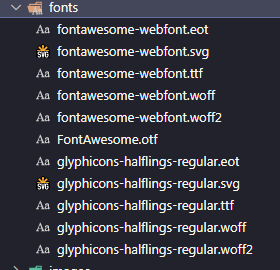 fonts
fontawesome-webfont.eot
fontawesome-webfont.svg
fontawesome-webfont.ttf
fontawesome-webfont.woff
fontawesome-webfont.woff2
FontAwesome.otf
glyphicons-halflings-regular.eot
glyphicons-halflings-regular.svg
glyphicons-halflings-regular.ttf
glyphicons-halflings-regular.woff
glyphicons-halflings-regular.woff2
images